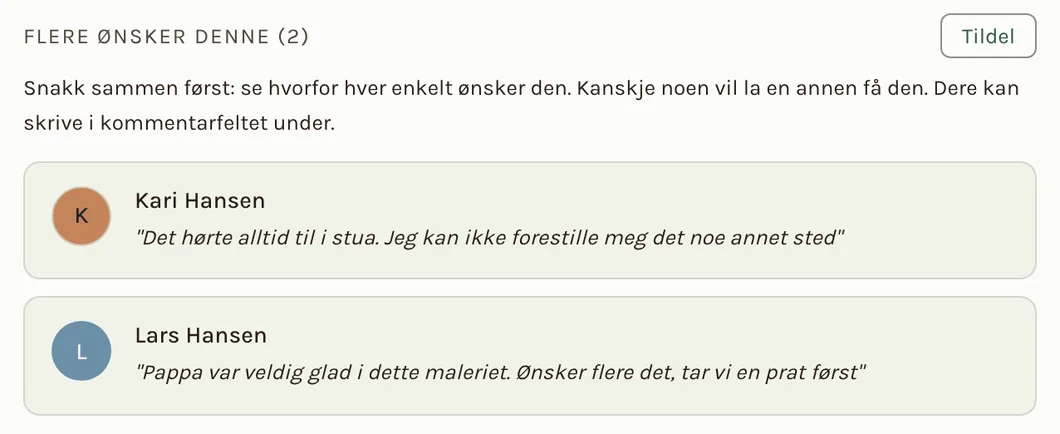 FLERE ØNSKER DENNE (2)
Tildel
Snakk sammen først: se hvorfor hver enkelt ønsker den. Kanskje noen vil la en annen få den. Dere kan
skrive i kommentarfeltet under.
K
Kari Hansen
"Det hørte alltid til i stua. Jeg kan ikke forestille meg det noe annet sted"
L
Lars Hansen
"Pappa var veldig glad i dette maleriet. Ønsker flere det, tar vi en prat først"